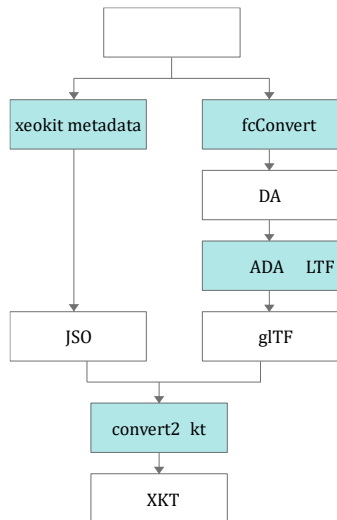 xeokit metadata
fcConvert
DA
ADA LTF
JSO
glTF
convert2 kt
XKT